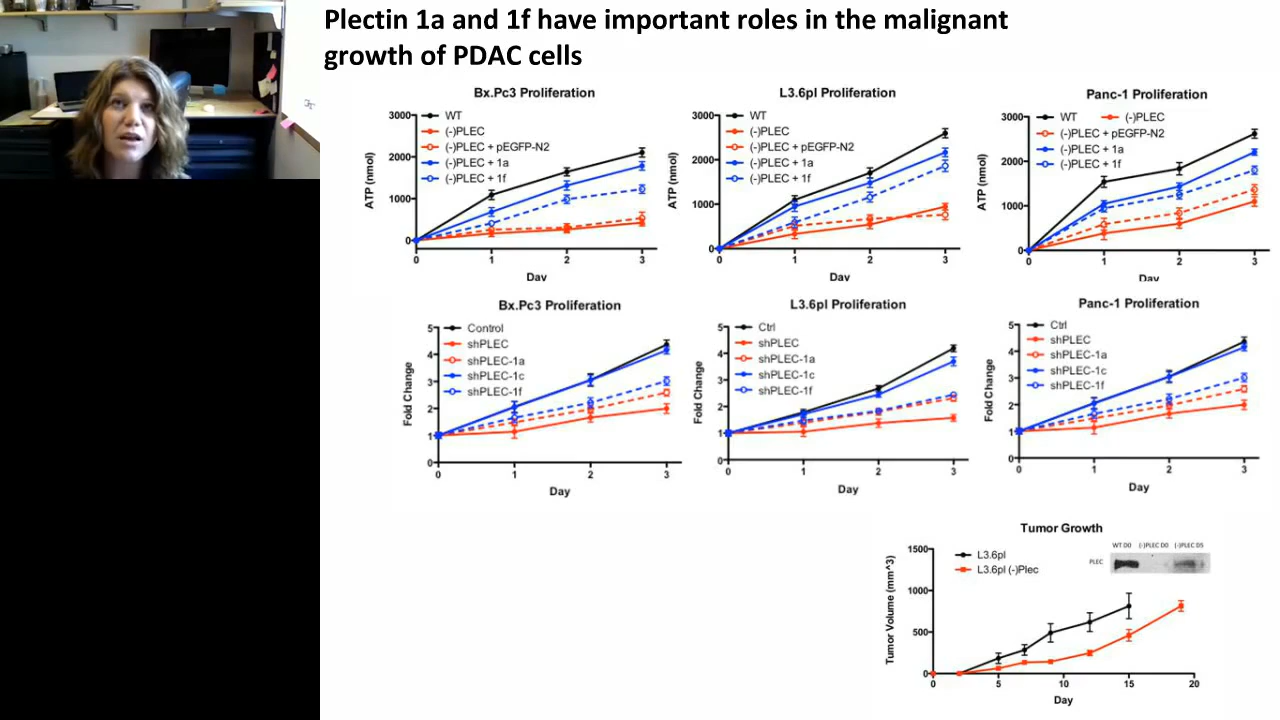 Plectin 1a and 1f have important roles in the malignant
growth of PDAC cells
Bx.Pc3 Proliferation
3000
2000
1000
0
ATP (nmol)
WT
(-)PLEC
(-)PLEC + pEGFP-N2
(-)PLEC + 1a
(-)PLEC + 1f
0 1 2 3
Day
L3.6pl Proliferation
3000
2000
1000
0
ATP (nmol)
WT
(-)PLEC
(-)PLEC + pEGFP-N2
(-)PLEC + 1a
(-)PLEC + 1f
0 1 2 3
Day
Panc-1 Proliferation
3000
2000
1000
0
ATP (nmol)
WT (-)PLEC
(-)PLEC + pEGFP-N2
(-)PLEC + 1a
(-)PLEC + 1f
0 1 2 3
Day
Bx.Pc3 Proliferation
5
4
3
2
1
0
Fold Change
Control
shPLEC
shPLEC-1a
shPLEC-1c
shPLEC-1f
0 1 2 3
Day
L3.6pl Proliferation
5
4
3
2
1
0
Fold Change
Ctrl
shPLEC
shPLEC-1a
shPLEC-1c
shPLEC-1f
0 1 2 3
Day
Panc-1 Proliferation
5
4
3
2
1
0
Fold Change
Ctrl
shPLEC
shPLEC-1a
shPLEC-1c
shPLEC-1f
0 1 2 3
Day
Tumor Growth
1500
1000
500
0
Tumor Volume (mm^3)
L3.6pl
L3.6pl (-)Plec
WT D0 (-)PLEC D0 (-)PLEC D5
PLEC
0 5 10 15 20
Day